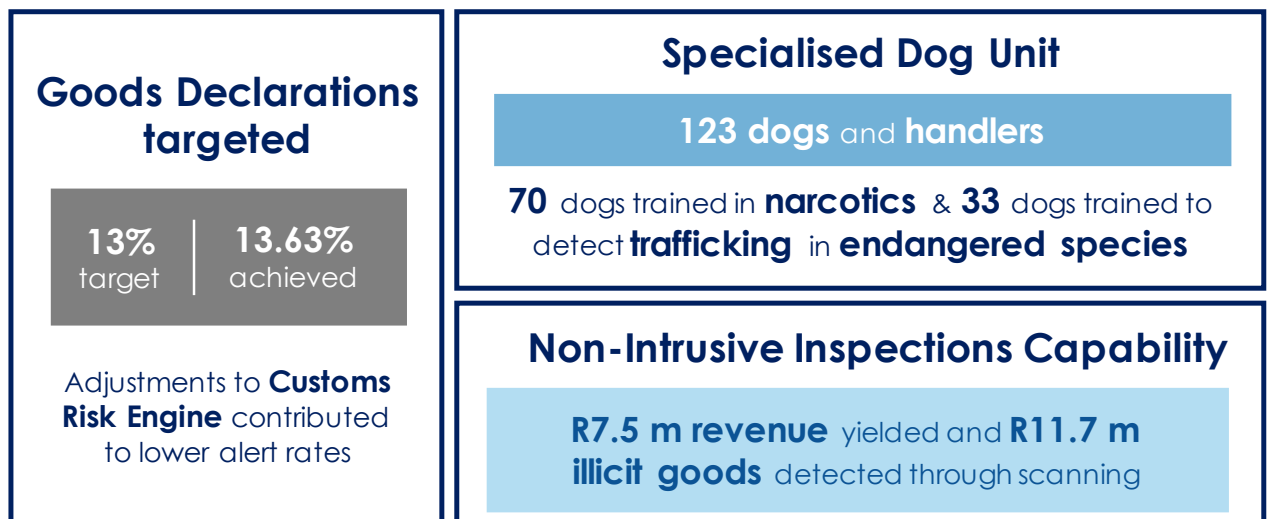 Goods Declarations
targeted
13%
target
13.63%
achieved
Adjustments to Customs
Risk Engine contributed
to lower alert rates
Specialised Dog Unit
123 dogs and handlers
70 dogs trained in narcotics & 33 dogs trained to
detect trafficking in endangered species
Non-Intrusive Inspections Capability
R7.5 m revenue yielded and R11.7 m
illicit goods detected through scanning